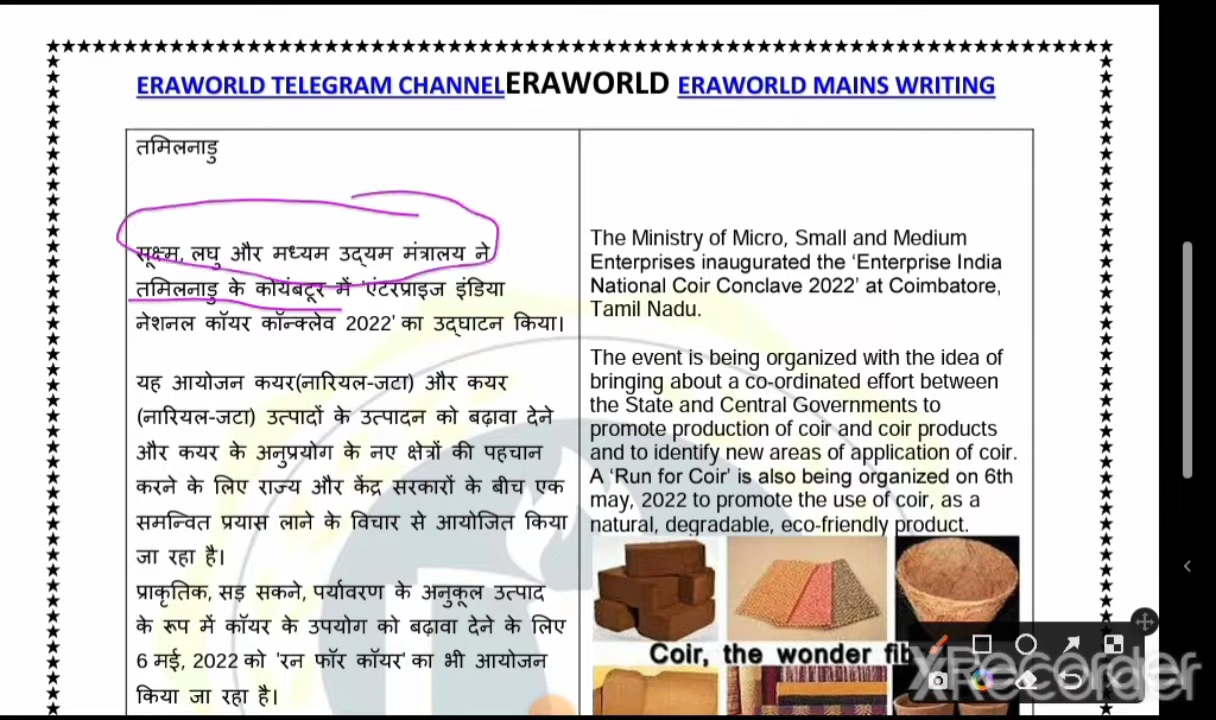 ERAWORLD TELEGRAM CHANNELERAWORLD ERAWORLD MAINS WRITING
तमिलनाडु
सूक्ष्म, लघु और मध्यम उद्यम मंत्रालय ने
तमिलनाडु के कोयंबटूर में 'एंटरप्राइज इंडिया
नेशनल कॉयर कॉन्क्लेव 2022' का उद्घाटन किया।
यह आयोजन कयर(नारियल-जटा) और कयर
(नारियल-जटा) उत्पादों के उत्पादन को बढ़ावा देने
और कयर के अनुप्रयोग के नए क्षेत्रों की पहचान
करने के लिए राज्य और केंद्र सरकारों के बीच एक
समन्वित प्रयास लाने के विचार से आयोजित किया
जा रहा है।
प्राकृतिक, सड़ सकने, पर्यावरण के अनुकूल उत्पाद
के रूप में कॉयर के उपयोग को बढ़ावा देने के लिए
6 मई, 2022 को 'रन फॉर कॉयर' का भी आयोजन
किया जा रहा है।
The Ministry of Micro, Small and Medium
Enterprises inaugurated the ‘Enterprise India
National Coir Conclave 2022’ at Coimbatore,
Tamil Nadu.
The event is being organized with the idea of
bringing about a co-ordinated effort between
the State and Central Governments to
promote production of coir and coir products
and to identify new areas of application of coir.
A ‘Run for Coir’ is also being organized on 6th
may, 2022 to promote the use of coir, as a
natural, degradable, eco-friendly product.
Coir, the wonder fib
XRecorder